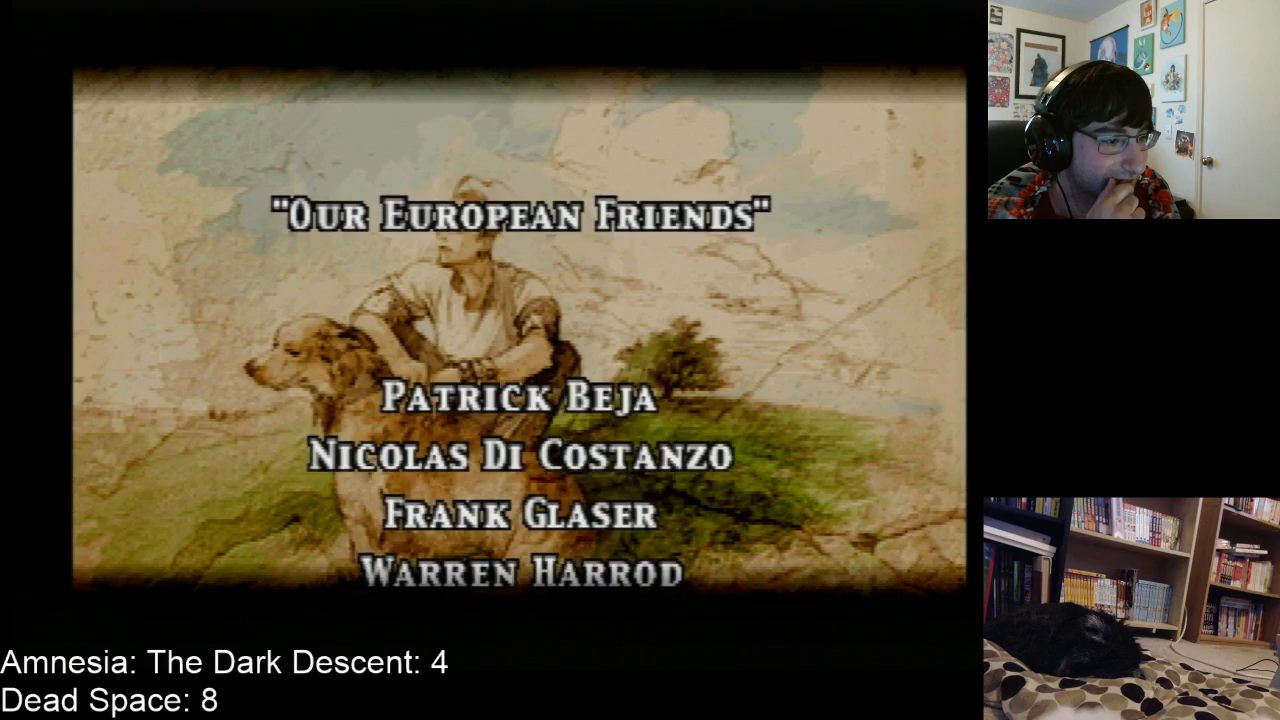 "Our European Friends"
Patrick Beja
Nicolas Di Costanzo
Frank Glaser
Warren Harrod
Amnesia: The Dark Descent: 4
Dead Space: 8